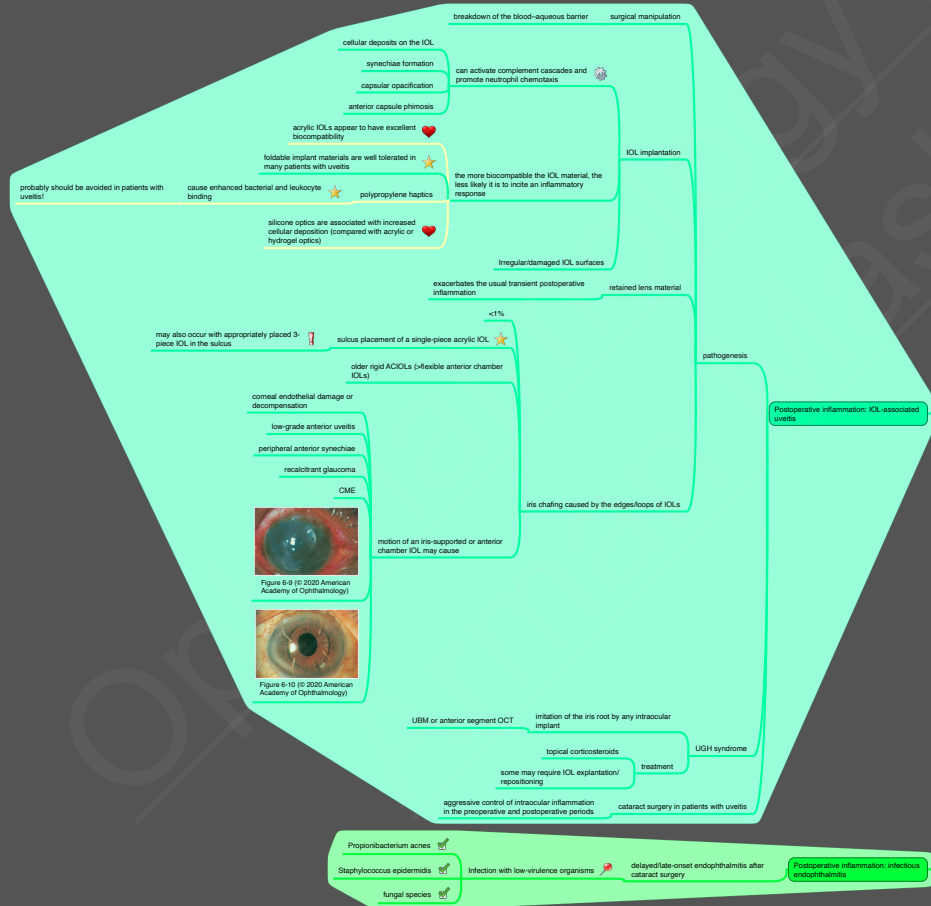 breakdown of the blood–aqueous barrier
surgical manipulation
cellular deposits on the IOL
synechiae formation
capsular opacification
anterior capsule phimosis
can activate complement cascades and
promote neutrophil chemotaxis
acrylic IOLs appear to have excellent
biocompatibility
foldable implant materials are well tolerated in
many patients with uveitis
probably should be avoided in patients with
uveitis!
cause enhanced bacterial and leukocyte
binding
polypropylene haptics
silicone optics are associated with increased
cellular deposition (compared with acrylic or
hydrogel optics)
the more biocompatible the IOL material, the
less likely it is to incite an inflammatory
response
IOL implantation
Irregular/damaged IOL surfaces
exacerbates the usual transient postoperative
inflammation
retained lens material
<1%
may also occur with appropriately placed 3-
piece IOL in the sulcus
sulcus placement of a single-piece acrylic IOL
older rigid ACIOLs (>flexible anterior chamber
IOLs)
pathogenesis
Postoperative inflammation: IOL-associated
uveitis
corneal endothelial damage or
decompensation
low-grade anterior uveitis
peripheral anterior synechiae
recalcitrant glaucoma
CME
iris chafing caused by the edges/loops of IOLs
motion of an iris-supported or anterior
chamber IOL may cause
Figure 6-9 (© 2020 American
Academy of Ophthalmology)
Figure 6-10 (© 2020 American
Academy of Ophthalmology)
UBM or anterior segment OCT
irritation of the iris root by any intraocular
implant
UGH syndrome
topical corticosteroids
some may require IOL explantation/
repositioning
treatment
aggressive control of intraocular inflammation
in the preoperative and postoperative periods
cataract surgery in patients with uveitis
Propionibacterium acnes
Staphylococcus epidermidis
fungal species
Infection with low-virulence organisms
delayed/late-onset endophthalmitis after
cataract surgery
Postoperative inflammation: infectious
endophthalmitis